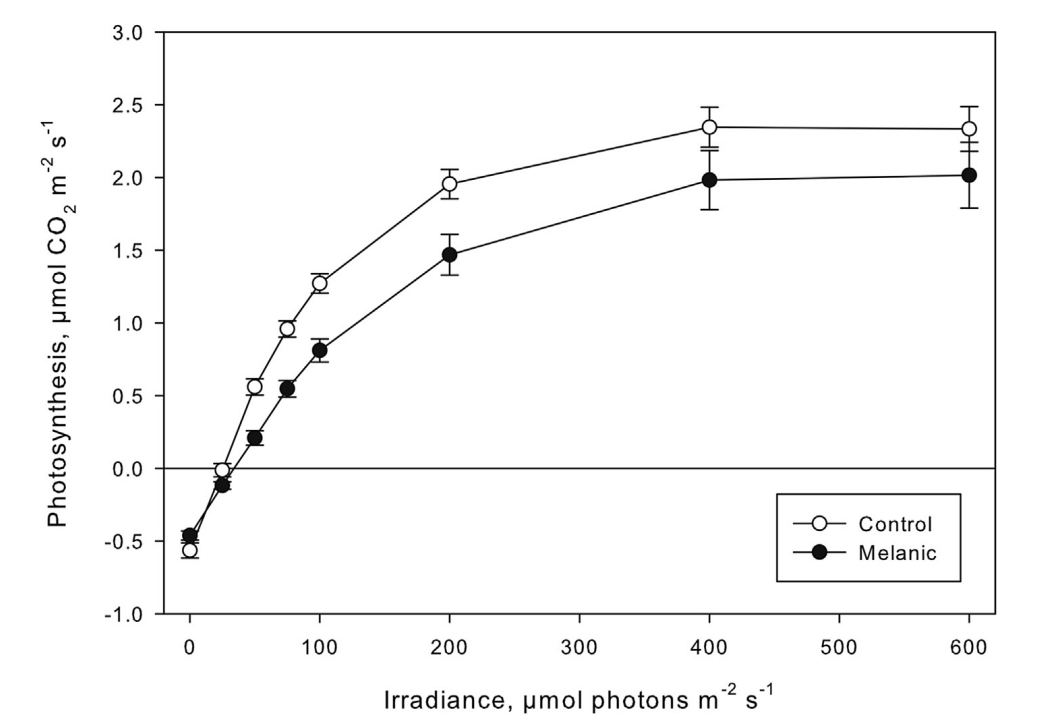 3.0
2.5
2.0
1.5
1.0
0.5
0.0
-0.5
-1.0
Photosynthesis, µmol CO2 m-2 s-1
0 100 200 300 400 500 600
Irradiance, µmol photons m-2 s-1
Control
Melanic